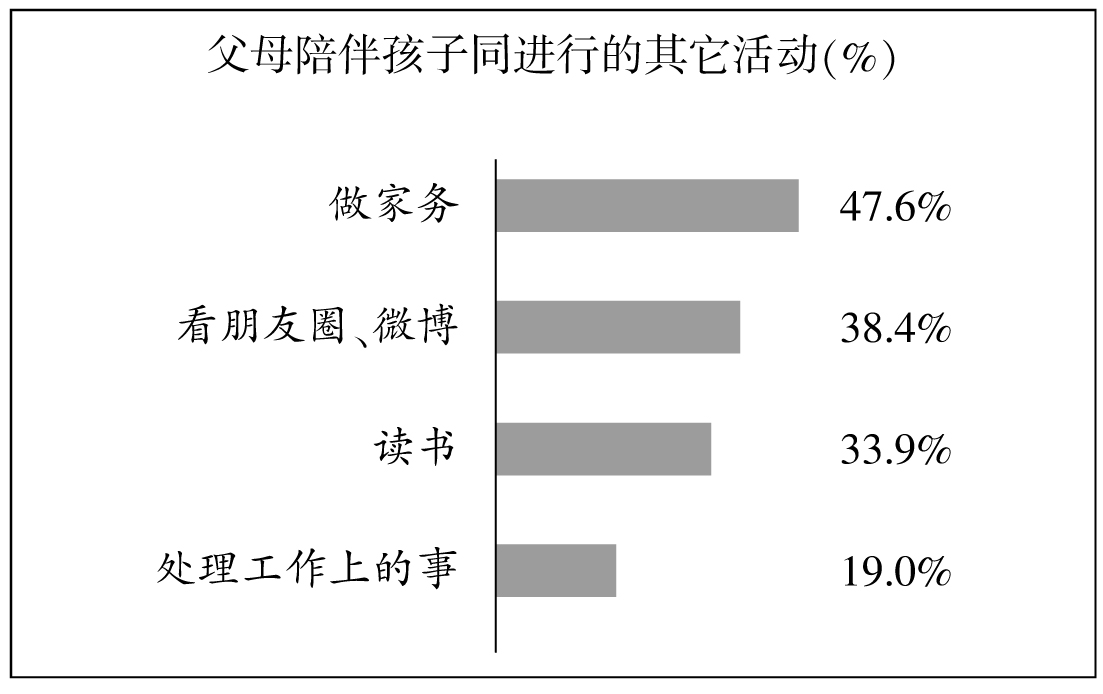 父母陪伴孩子同进行的其它活动(%)
做家务 47.6%
看朋友圈、微博 38.4%
读书 33.9%
处理工作上的事 19.0%